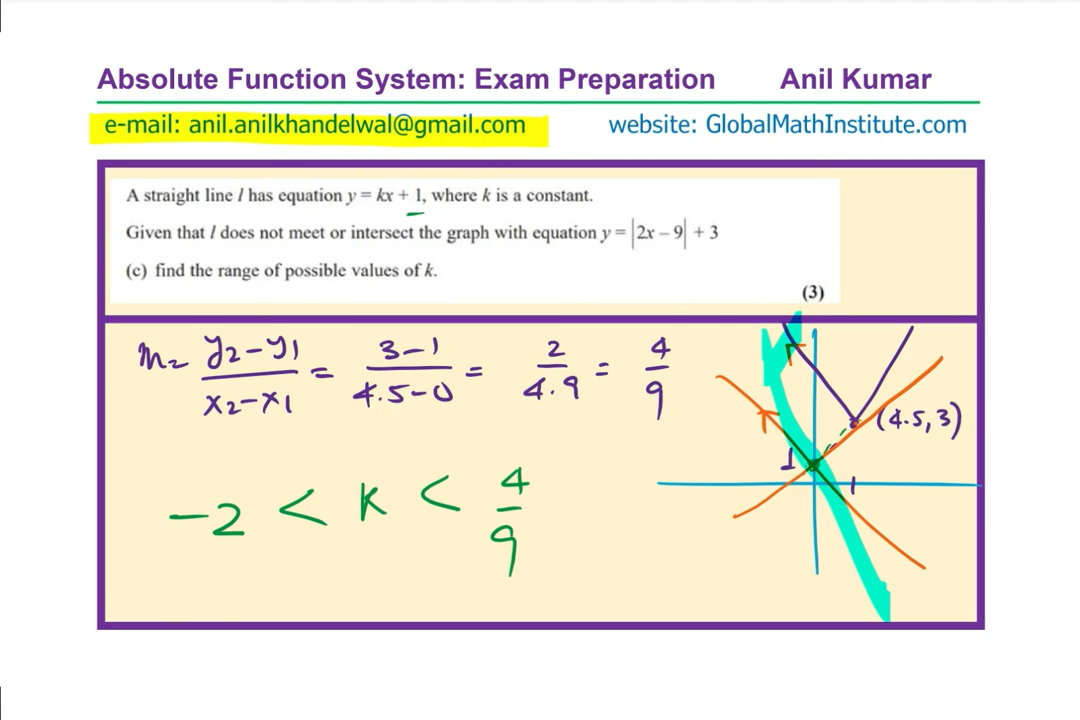 Absolute Function System: Exam Preparation Anil Kumar
e-mail: anil.anilkhandelwal@gmail.com website: GlobalMathInstitute.com
A straight line l has equation y = kx + 1, where k is a constant.
Given that l does not meet or intersect the graph with equation y = |2x – 9| + 3
(c) find the range of possible values of k.
(3)
m = (y2 - y1)/(x2 - x1) = (3 - 1)/(4.5 - 0) = 2/4.9 = 4/9
(4.5, 3)
1
1
-2 < k < 4/9